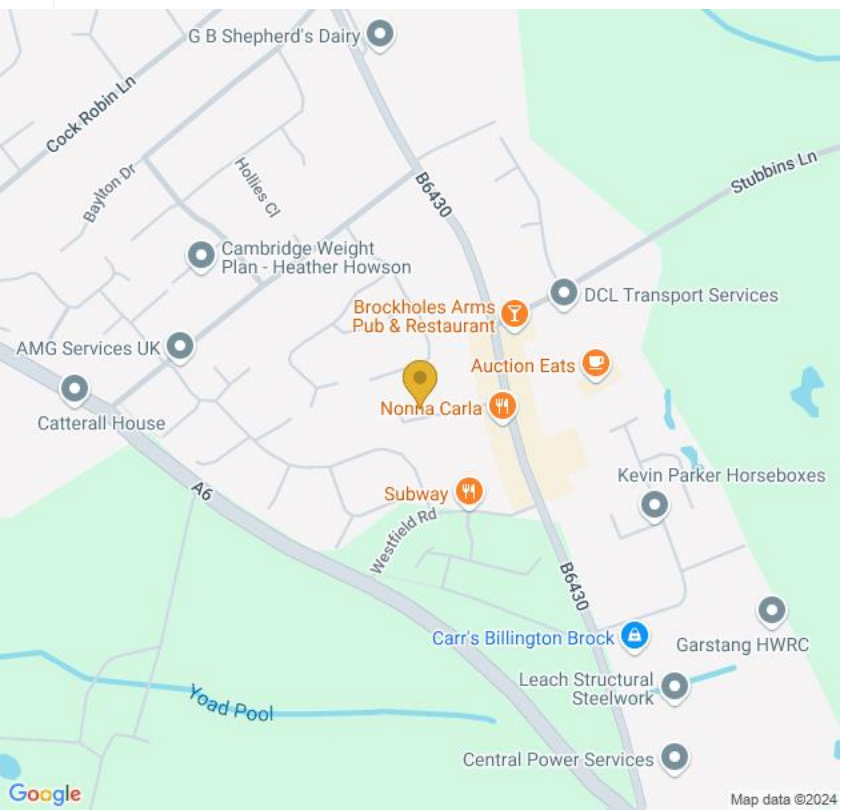 G B Shepherd's Dairy
Cock Robin Ln
Baylton Dr
Hollies Cl
B6430
Stubbins Ln
Cambridge Weight
Plan - Heather Howson
DCL Transport Services
Brockholes Arms
Pub & Restaurant
AMG Services UK
Auction Eats
Catterall House
Nonna Carla
Kevin Parker Horseboxes
Subway
A6
Westfield Rd
B6430
Carr's Billington Brock
Garstang HWRC
Leach Structural
Steelwork
Yoad Pool
Central Power Services
Google
Map data ©2024